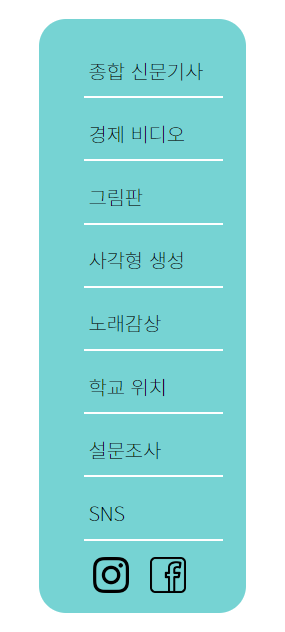 종합 신문기사
경제 비디오
그림판
사각형 생성
노래감상
학교 위치
설문조사
SNS